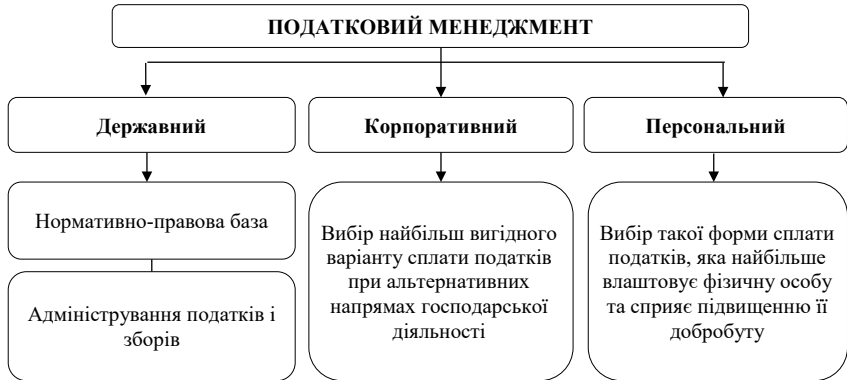 ПОДАТКОВИЙ МЕНЕДЖМЕНТ
Державний
Корпоративний
Персональний
Нормативно-правова база
Адміністрування податків і
зборів
Вибір найбільш вигідного
варіанту сплати податків
при альтернативних
напрямах господарської
діяльності
Вибір такої форми сплати
податків, яка найбільше
влаштовує фізичну особу
та сприяє підвищенню її
добробуту